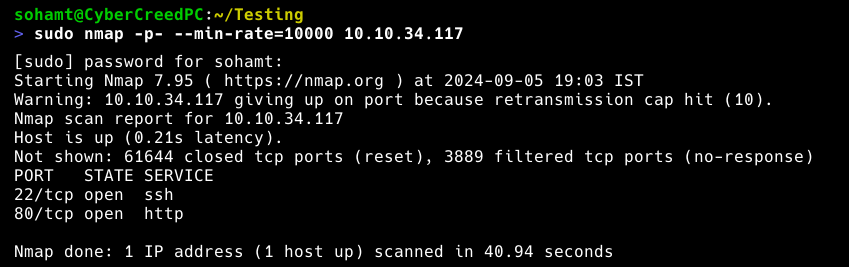 sohamt@CyberCreedPC:~/Testing
> sudo nmap -p- --min-rate=10000 10.10.34.117
[sudo] password for sohamt:
Starting Nmap 7.95 ( https://nmap.org ) at 2024-09-05 19:03 IST
Warning: 10.10.34.117 giving up on port because retransmission cap hit (10).
Nmap scan report for 10.10.34.117
Host is up (0.21s latency).
Not shown: 61644 closed tcp ports (reset), 3889 filtered tcp ports (no-response)
PORT   STATE SERVICE
22/tcp open  ssh
80/tcp open  http
Nmap done: 1 IP address (1 host up) scanned in 40.94 seconds